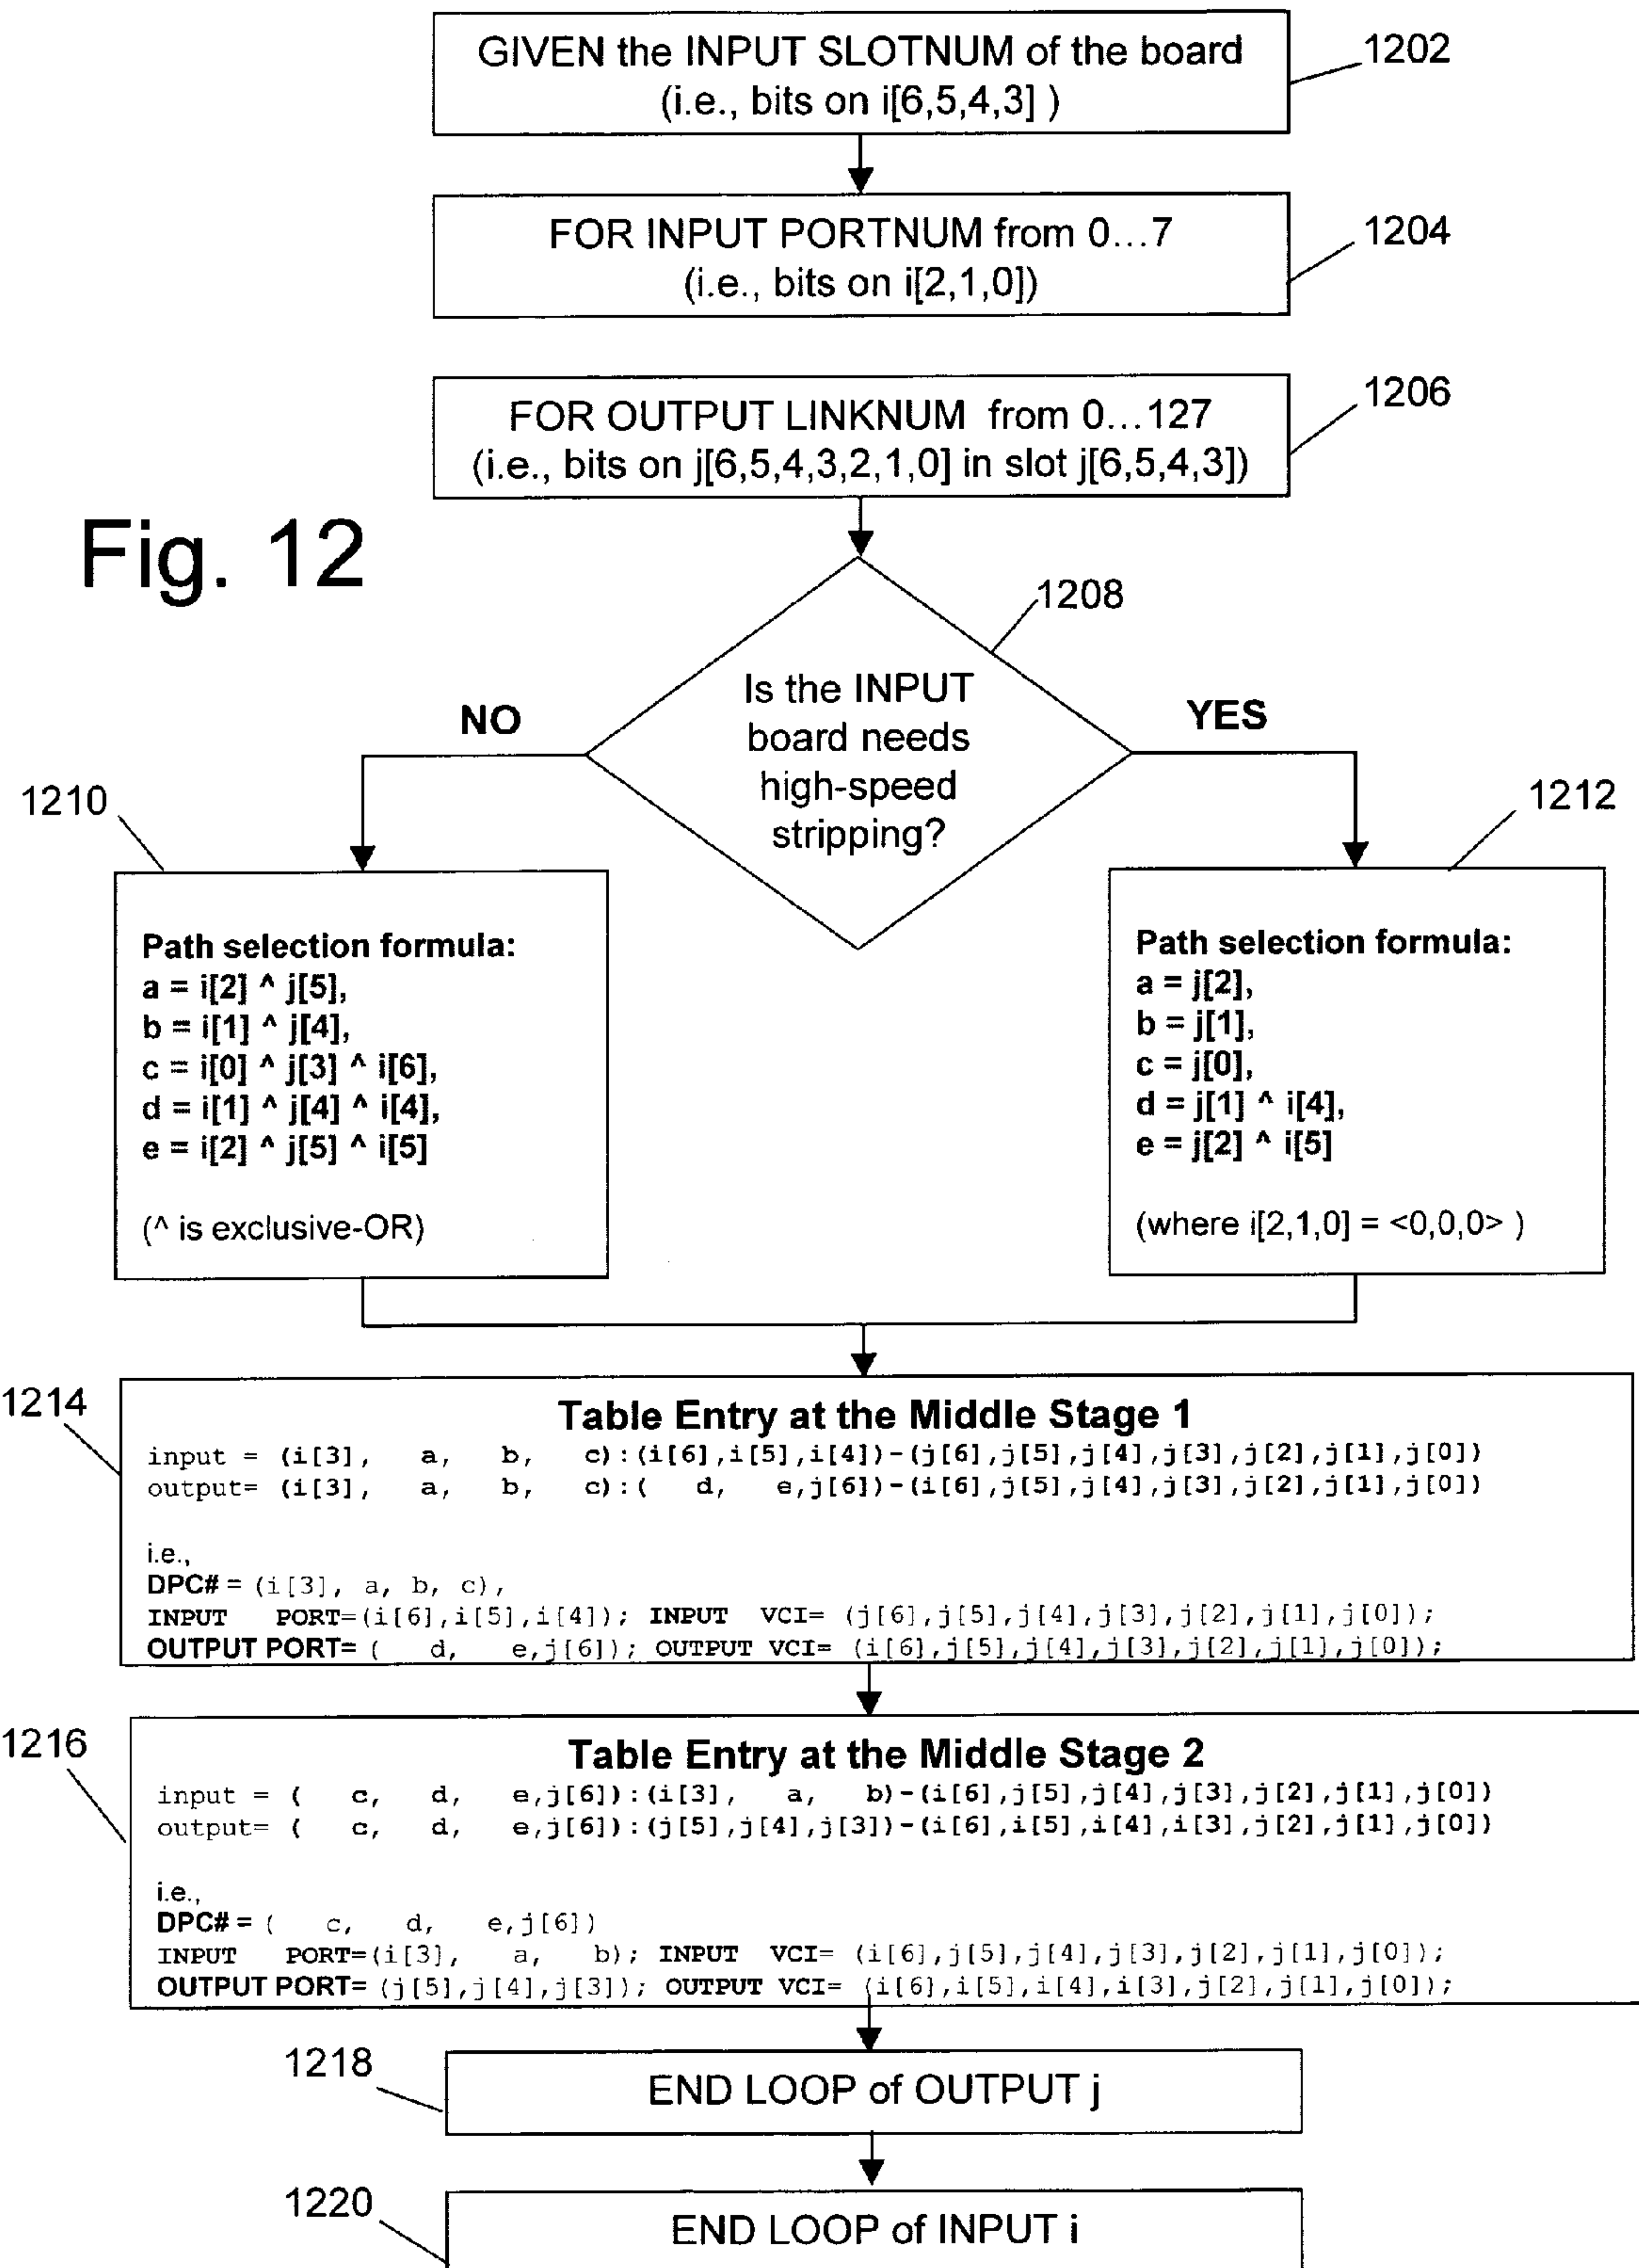 GIVEN the INPUT SLOTNUM of the board
(i.e., bits on i[6,5,4,3] )
1202
FOR INPUT PORTNUM from 0...7
(i.e., bits on i[2,1,0])
1204
FOR OUTPUT LINKNUM from 0...127
(i.e., bits on j[6,5,4,3,2,1,0] in slot j[6,5,4,3])
1206
Fig. 12
1208
Is the INPUT
board needs
high-speed
stripping?
NO
YES
1210
1212
Path selection formula:
a = i[2] ^ j[5],
b = i[1] ^ j[4],
c = i[0] ^ j[3] ^ i[6],
d = i[1] ^ j[4] ^ i[4],
e = i[2] ^ j[5] ^ i[5]
(^ is exclusive-OR)
Path selection formula:
a = j[2],
b = j[1],
c = j[0],
d = j[1] ^ i[4],
e = j[2] ^ i[5]
(where i[2,1,0] = <0,0,0> )
1214
Table Entry at the Middle Stage 1
input = (i[3], a, b, c):(i[6],i[5],i[4])-(j[6],j[5],j[4],j[3],j[2],j[1],j[0])
output= (i[3], a, b, c):( d, e,j[6])-(i[6],j[5],j[4],j[3],j[2],j[1],j[0])
i.e.,
DPC# = (i[3], a, b, c),
INPUT PORT=(i[6],i[5],i[4]); INPUT VCI= (j[6],j[5],j[4],j[3],j[2],j[1],j[0]);
OUTPUT PORT= ( d, e,j[6]); OUTPUT VCI= (i[6],j[5],j[4],j[3],j[2],j[1],j[0]);
1216
Table Entry at the Middle Stage 2
input = ( c, d, e,j[6]):(i[3], a, b)-(i[6],j[5],j[4],j[3],j[2],j[1],j[0])
output= ( c, d, e,j[6]):(j[5],j[4],j[3])-(i[6],i[5],i[4],i[3],j[2],j[1],j[0])
i.e.,
DPC# = ( c, d, e,j[6])
INPUT PORT=(i[3], a, b); INPUT VCI= (i[6],j[5],j[4],j[3],j[2],j[1],j[0]);
OUTPUT PORT= (j[5],j[4],j[3]); OUTPUT VCI= (i[6],i[5],i[4],i[3],j[2],j[1],j[0]);
1218
END LOOP of OUTPUT j
1220
END LOOP of INPUT i